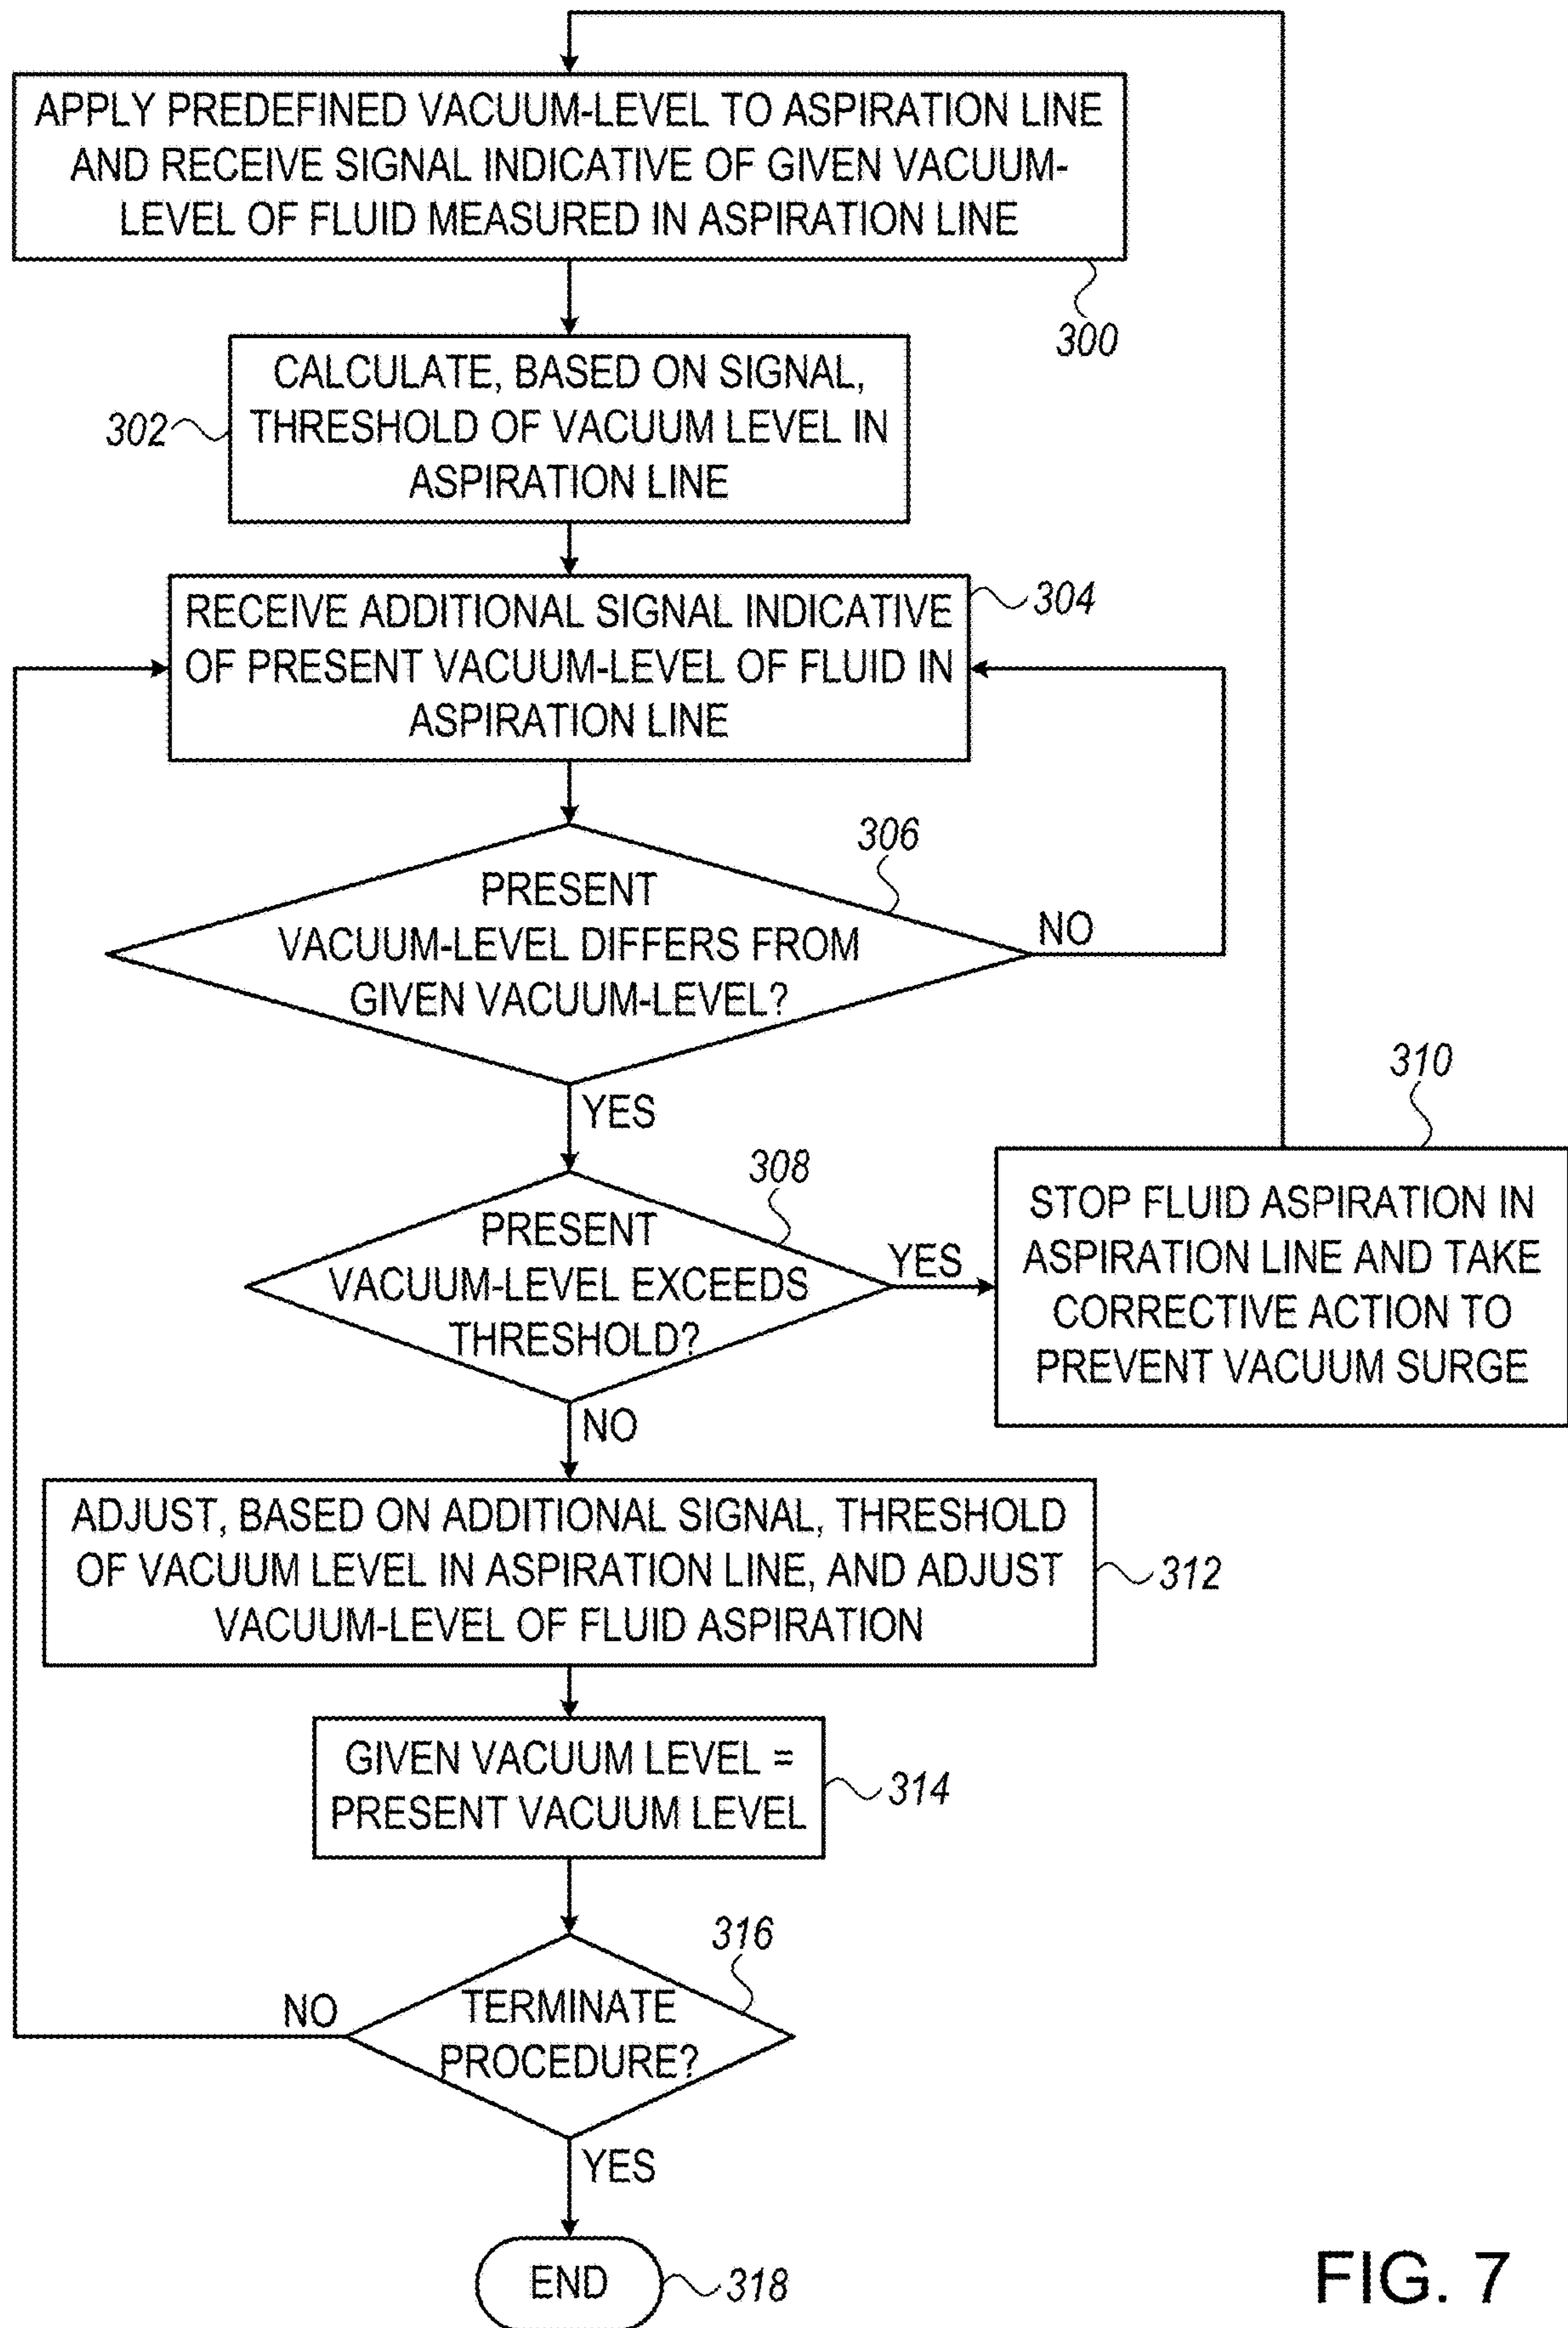 APPLY PREDEFINED VACUUM-LEVEL TO ASPIRATION LINE
AND RECEIVE SIGNAL INDICATIVE OF GIVEN VACUUM-
LEVEL OF FLUID MEASURED IN ASPIRATION LINE
300
CALCULATE, BASED ON SIGNAL,
THRESHOLD OF VACUUM LEVEL IN
ASPIRATION LINE
302
RECEIVE ADDITIONAL SIGNAL INDICATIVE
OF PRESENT VACUUM-LEVEL OF FLUID IN
ASPIRATION LINE
304
PRESENT
VACUUM-LEVEL DIFFERS FROM
GIVEN VACUUM-LEVEL?
306
NO
YES
PRESENT
VACUUM-LEVEL EXCEEDS
THRESHOLD?
308
YES
310
STOP FLUID ASPIRATION IN
ASPIRATION LINE AND TAKE
CORRECTIVE ACTION TO
PREVENT VACUUM SURGE
NO
ADJUST, BASED ON ADDITIONAL SIGNAL, THRESHOLD
OF VACUUM LEVEL IN ASPIRATION LINE, AND ADJUST
VACUUM-LEVEL OF FLUID ASPIRATION
312
GIVEN VACUUM LEVEL =
PRESENT VACUUM LEVEL
314
TERMINATE
PROCEDURE?
316
NO
YES
END
318
FIG. 7